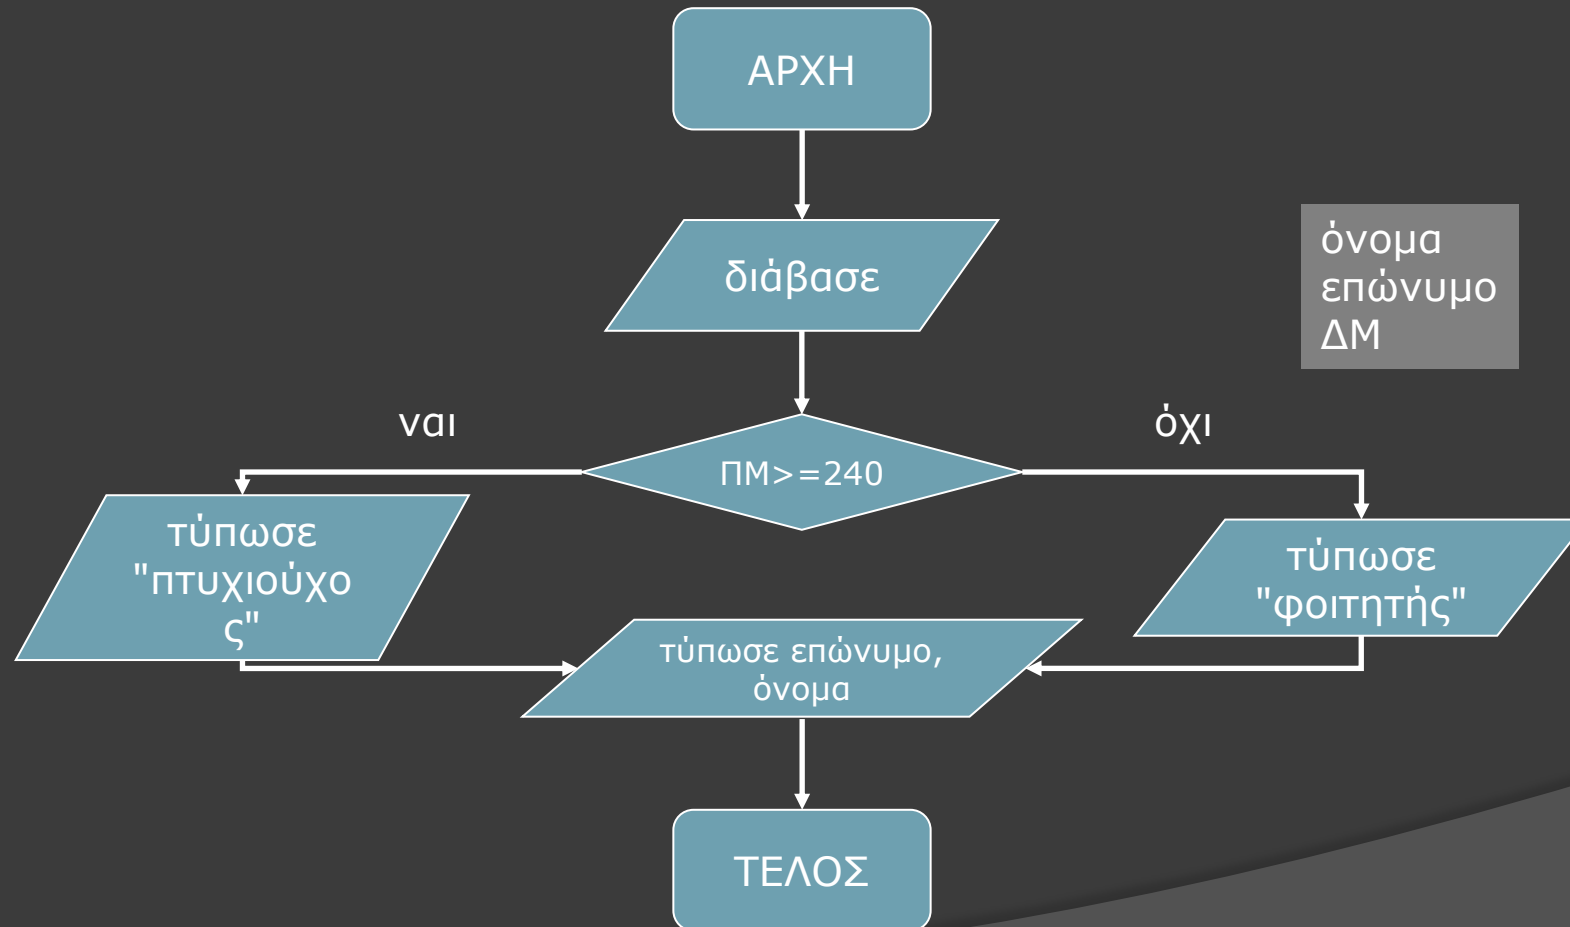 ΑΡΧΗ
διάβασε
όνομα
επώνυμο
ΔΜ
ναι
όχι
ΠΜ>=240
τύπωσε
"πτυχιούχο
ς"
τύπωσε
"φοιτητής"
τύπωσε επώνυμο,
όνομα
ΤΕΛΟΣ